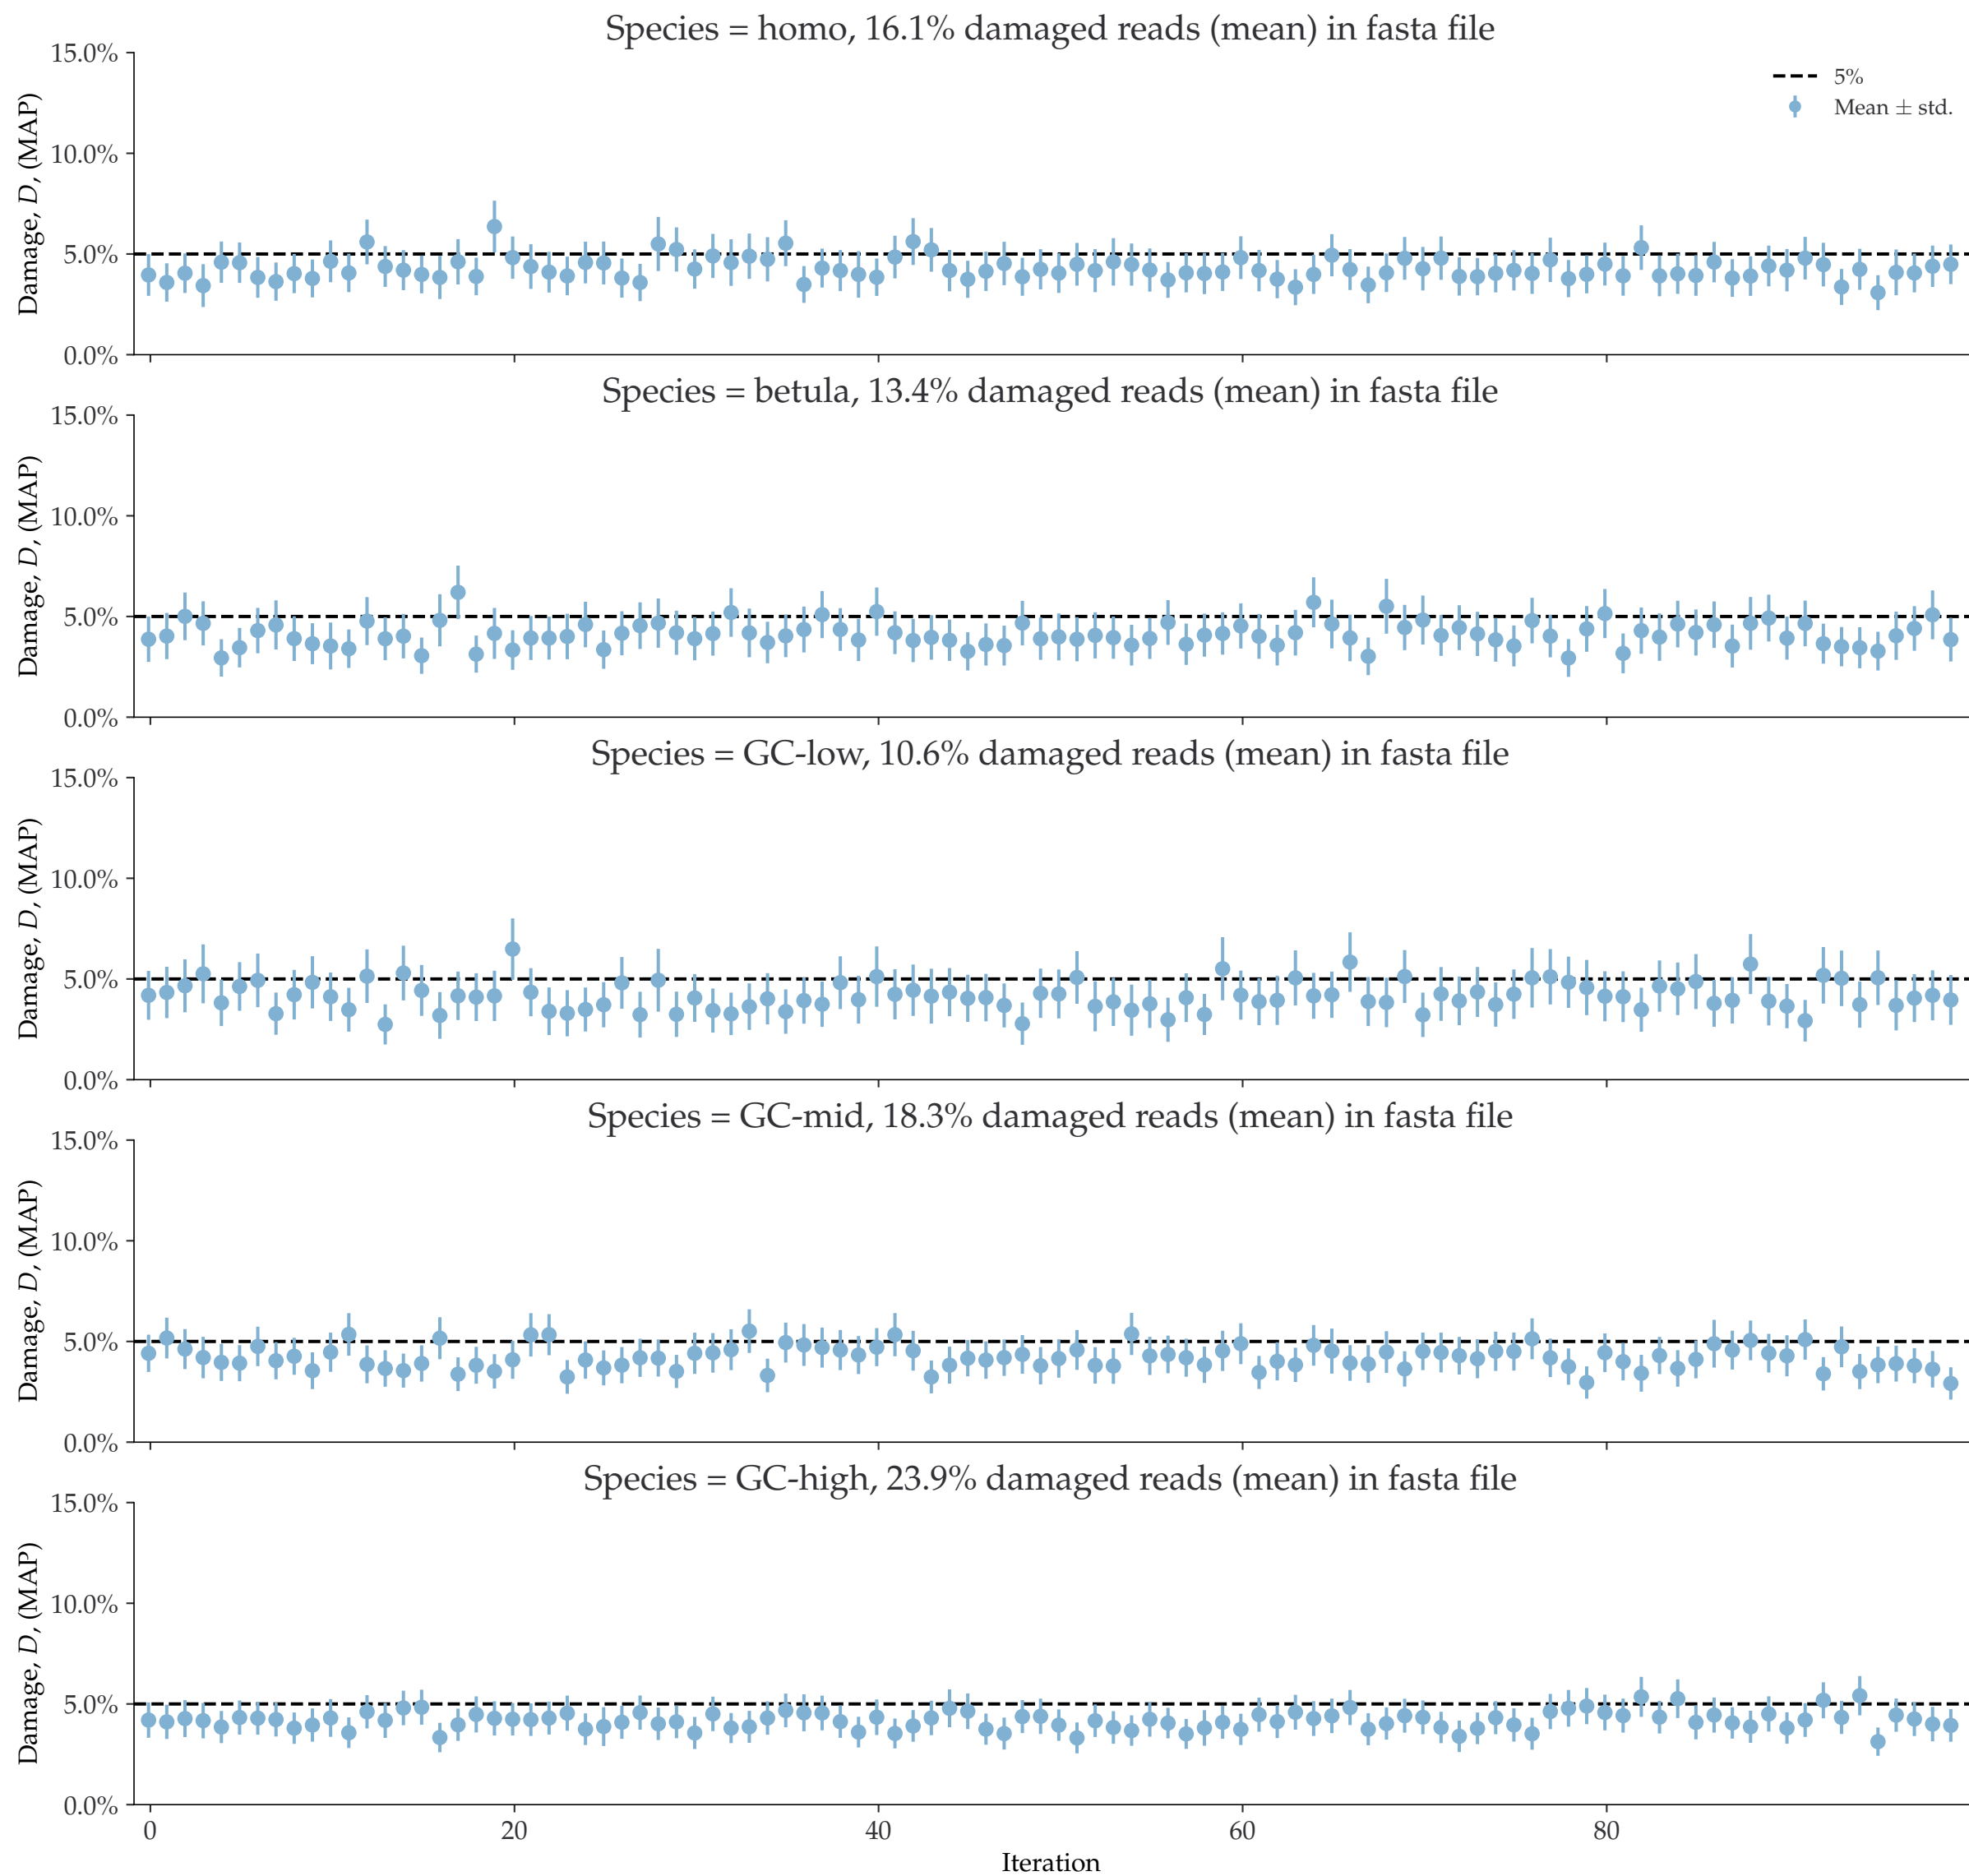 Species = homo, 16.1% damaged reads (mean) in fasta file
15.0%
10.0%
5.0%
0.0%
Damage, D, (MAP)
5%
Mean ± std.
Species = betula, 13.4% damaged reads (mean) in fasta file
15.0%
10.0%
5.0%
0.0%
Damage, D, (MAP)
Species = GC-low, 10.6% damaged reads (mean) in fasta file
15.0%
10.0%
5.0%
0.0%
Damage, D, (MAP)
Species = GC-mid, 18.3% damaged reads (mean) in fasta file
15.0%
10.0%
5.0%
0.0%
Damage, D, (MAP)
Species = GC-high, 23.9% damaged reads (mean) in fasta file
15.0%
10.0%
5.0%
0.0%
Damage, D, (MAP)
0 20 40 60 80
Iteration